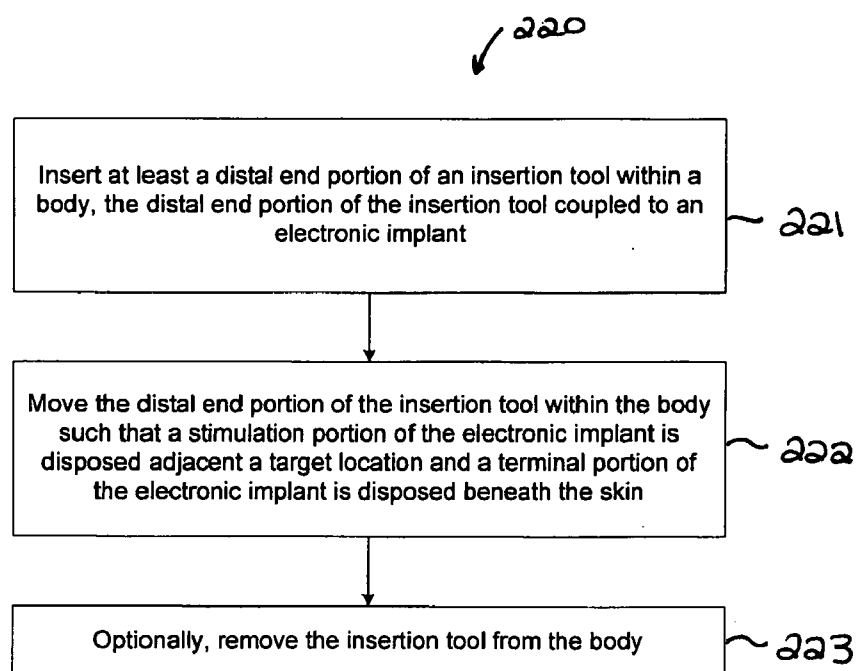 220
Insert at least a distal end portion of an insertion tool within a
body, the distal end portion of the insertion tool coupled to an
electronic implant
221
Move the distal end portion of the insertion tool within the body
such that a stimulation portion of the electronic implant is
disposed adjacent a target location and a terminal portion of
the electronic implant is disposed beneath the skin
222
Optionally, remove the insertion tool from the body
223